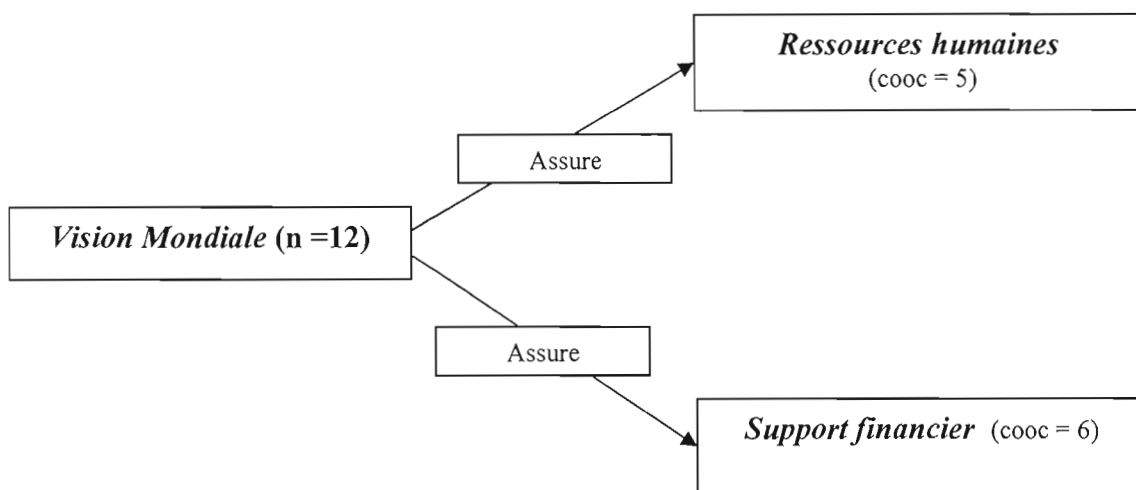 Ressources humaines
(cooc = 5)
Assure
Vision Mondiale (n =12)
Assure
Support financier (cooc = 6)